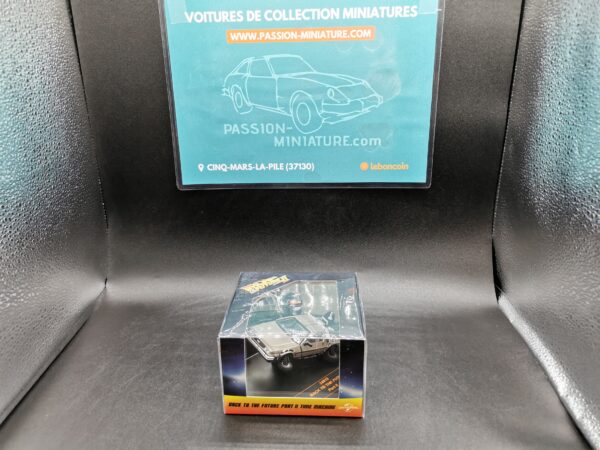 VOITURES DE COLLECTION MINIATURES
WWW.PASSION-MINIATURE.COM
PASSION-
MINIATURE.com
CINQ-MARS-LA-PILE (37130)
leboncoin
BACK TO THE FUTURE PART II TIME MACHINE